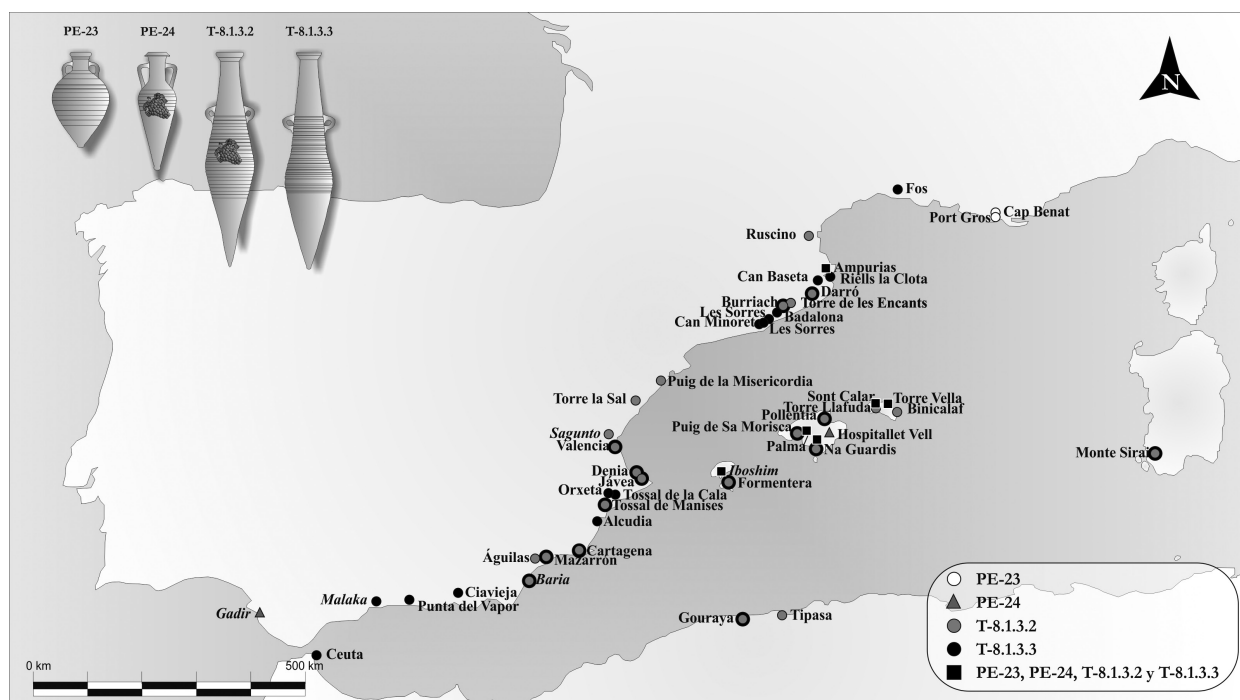 PE-23 PE-24 T-8.1.3.2 T-8.1.3.3
N
Fos
Port Gros Cap Benat
Ruscino
Ampurias
Can Baseta Riells la Clota
Darró
Burriach Torre de les Encants
Les Sorres Badalona
Can Minoret Les Sorres
Puig de la Misericordia
Torre la Sal
Sont Calar Torre Vella
Torre Llafuda Binicalaf
Pollentia
Puig de Sa Morisca Hospitallet Vell
Palma Na Guardis
Sagunto
Valencia
Monte Sirai
Denia Iboshim
Jávea Formentera
Orxeta Tossal de la Cala
Tossal de Manises
Alcudia
Cartagena
Águilas Mazarrón
Baria
Ciavieja
Malaka Punta del Vapor
Gadir
Gouraya Tipasa
Ceuta
0 km 500 km
PE-23
PE-24
T-8.1.3.2
T-8.1.3.3
PE-23, PE-24, T-8.1.3.2 y T-8.1.3.3